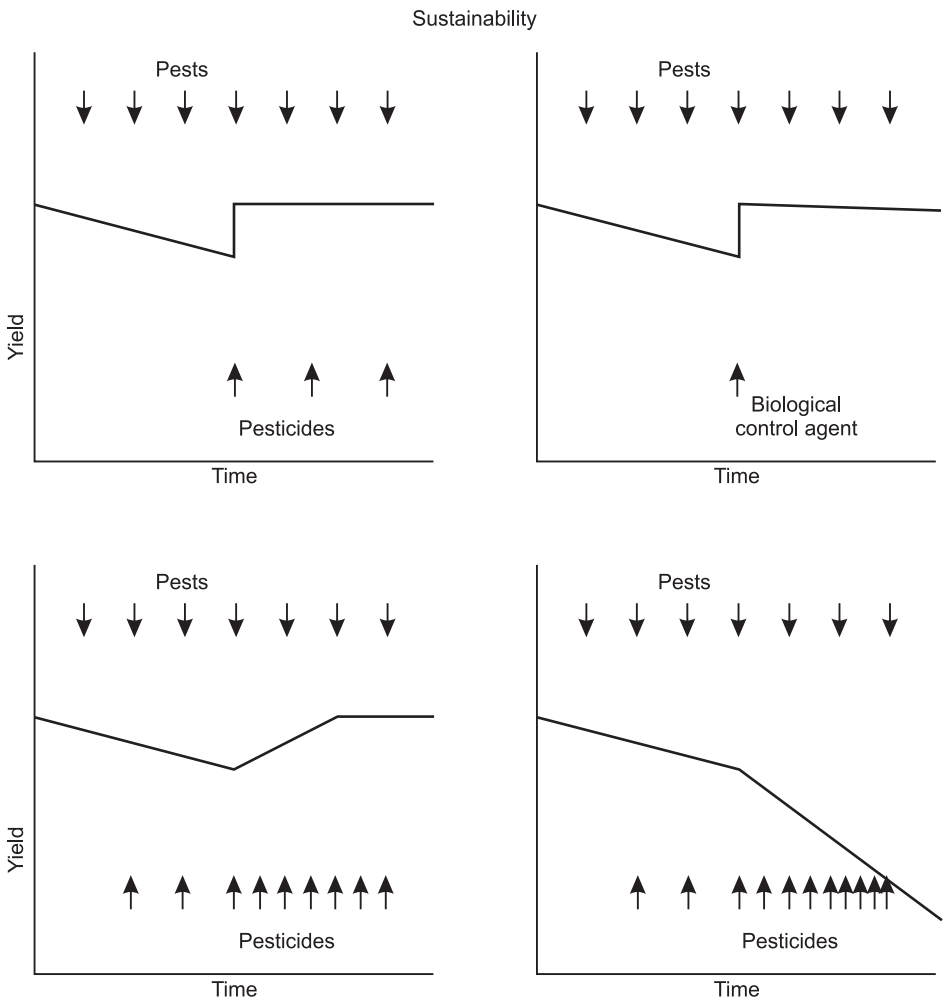 Sustainability
Pests
Yield
Pesticides
Time
Pests
Biological
control agent
Time
Pests
Yield
Pesticides
Time
Pests
Pesticides
Time